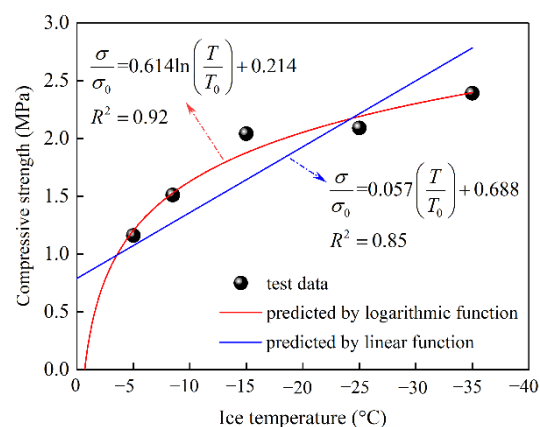 3.0
2.5
2.0
1.5
1.0
0.5
0.0
Compressive strength (MPa)
σ/σ₀=0.614ln(T/T₀)+0.214
R²=0.92
σ/σ₀=0.057(T/T₀)+0.688
R²=0.85
test data
predicted by logarithmic function
predicted by linear function
0 −5 −10 −15 −20 −25 −30 −35 −40
Ice temperature (°C)